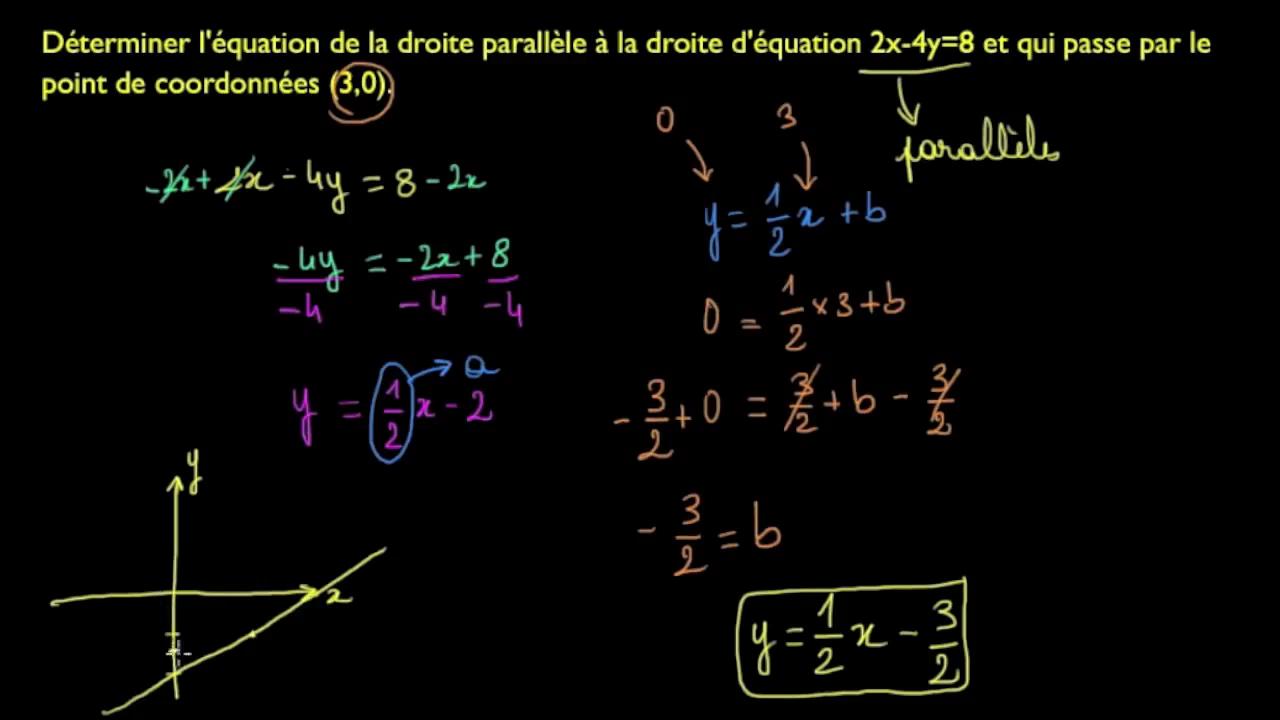 Déterminer l'équation de la droite parallèle à la droite d'équation 2x-4y=8 et qui passe par le
point de coordonnées (3,0).
parallèles
-2x + 2x - 4y = 8 - 2x
-4y = -2x + 8
-4 -4 -4
a
y = 1/2 x - 2
y
x
0 3
y = 1/2 x + b
0 = 1/2 × 3 + b
- 3/2 + 0 = 3/2 + b - 3/2
- 3/2 = b
y = 1/2 x - 3/2